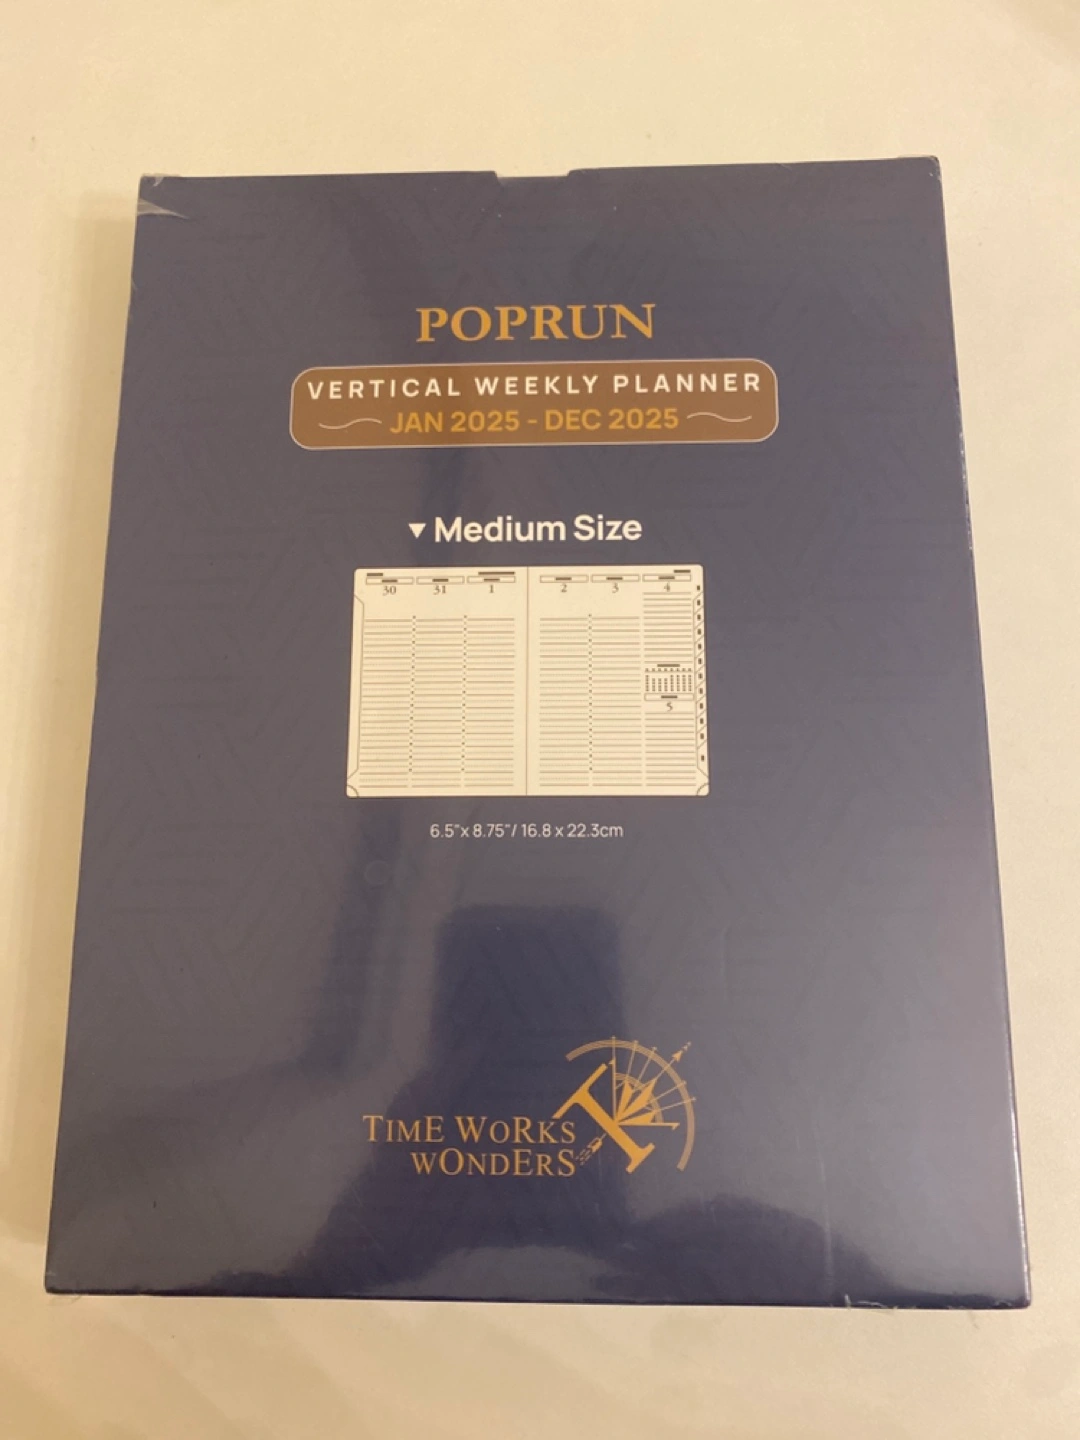 POPRUN
VERTICAL WEEKLY PLANNER
JAN 2025 - DEC 2025
▼ Medium Size
30 31 1 2 3 4
5
6.5"x 8.75"/ 16.8 x 22.3cm
TIME WORKS
WONDERS